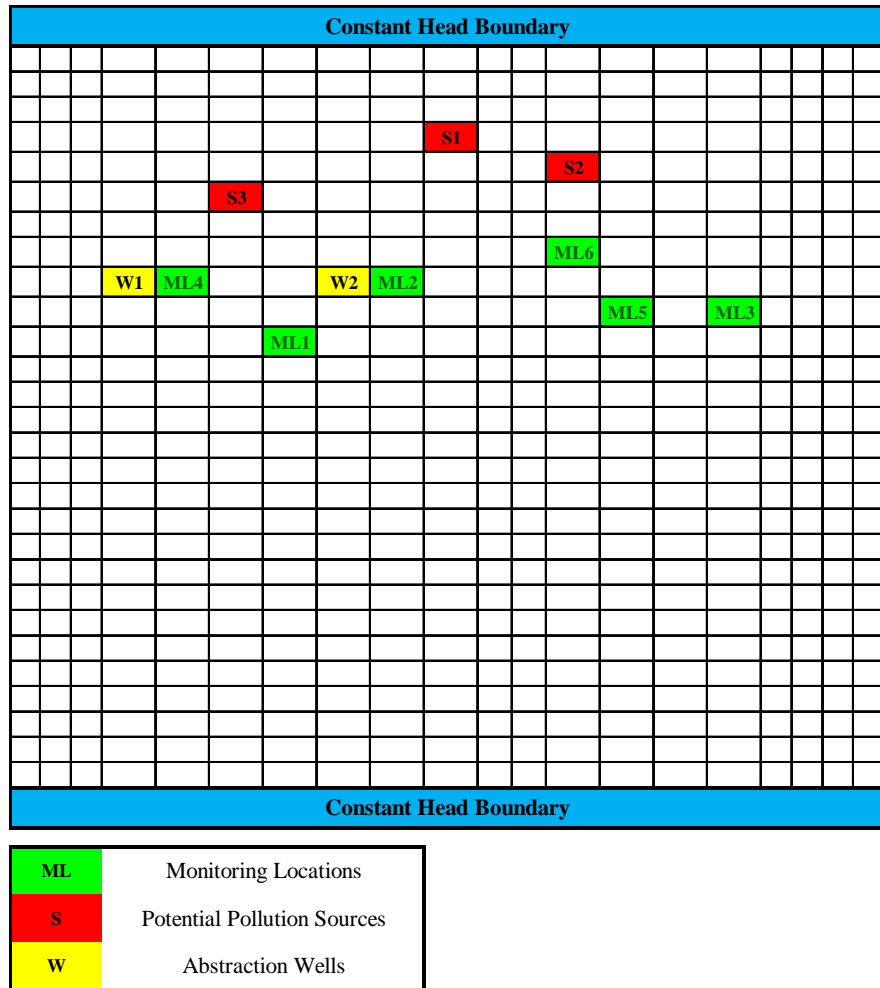 Constant Head Boundary
S1
S2
S3
ML6
W1 ML4 W2 ML2
ML5 ML3
ML1
Constant Head Boundary
ML Monitoring Locations
S Potential Pollution Sources
W Abstraction Wells